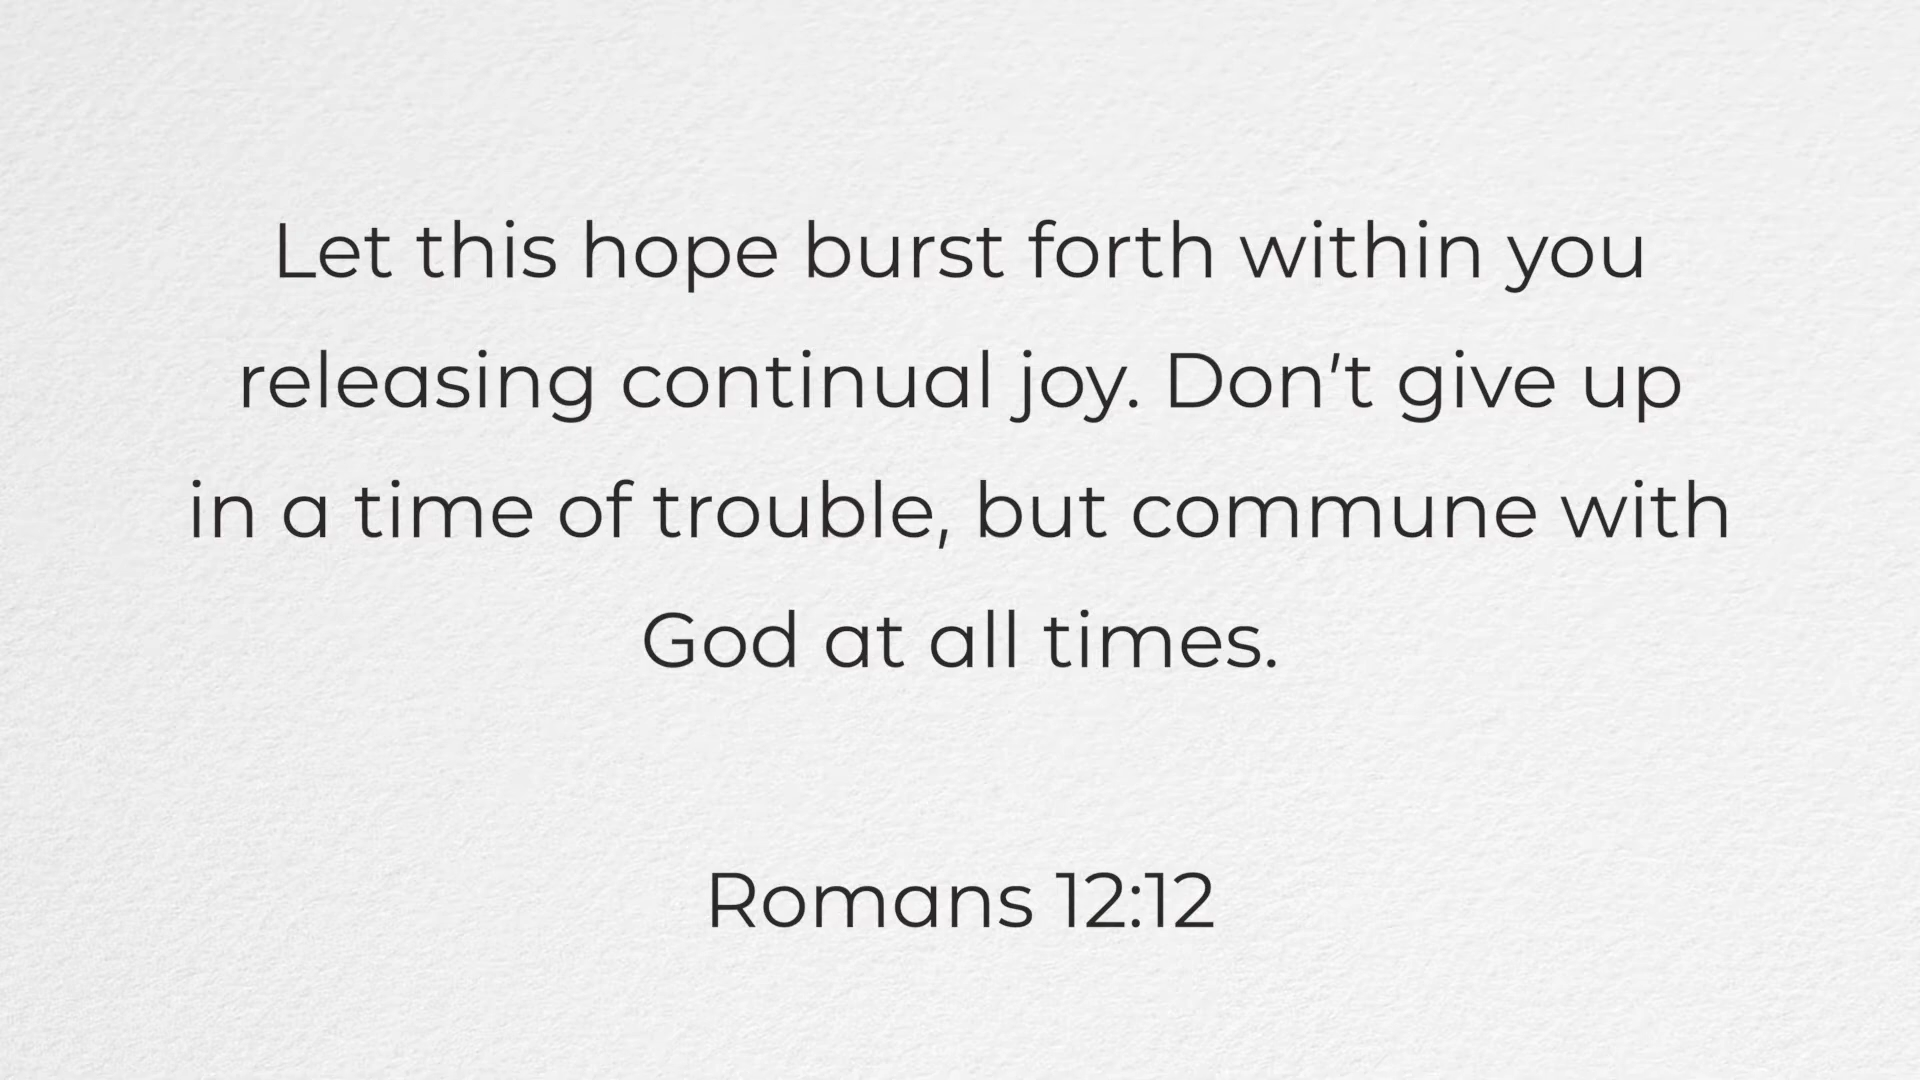 Let this hope burst forth within you
releasing continual joy. Don't give up
in a time of trouble, but commune with
God at all times.
Romans 12:12